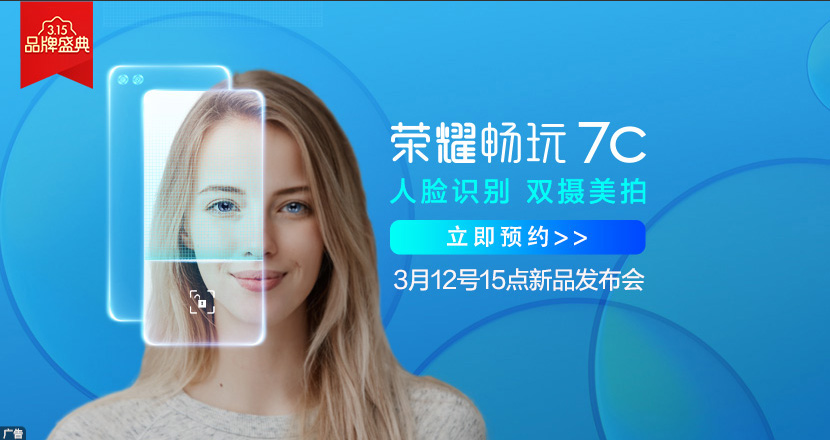 3.15
品牌盛典
荣耀畅玩 7C
人脸识别 双摄美拍
立即预约>>
3月12号15点新品发布会
广告